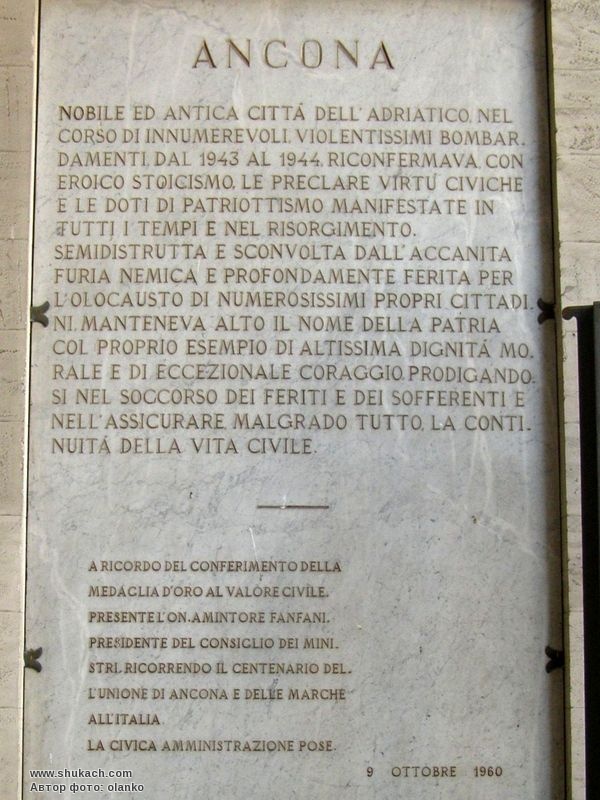 ANCONA
NOBILE ED ANTICA CITTÁ DELL'ADRIATICO, NEL
CORSO DI INNUMEREVOLI, VIOLENTISSIMI BOMBAR.
DAMENTI, DAL 1943 AL 1944, RICONFERMAVA, CON
EROICO STOICISMO, LE PRECLARE VIRTÚ CIVICHE
E LE DOTI DI PATRIOTTISMO MANIFESTATE IN
TUTTI I TEMPI E NEL RISORGIMENTO.
SEMIDISTRUTTA E SCONVOLTA DALL'ACCANITA
FURIA NEMICA E PROFONDAMENTE FERITA PER
L'OLOCAUSTO DI NUMEROSISSIMI PROPRI CITTADI.
NI, MANTENEVA ALTO IL NOME DELLA PATRIA
COL PROPRIO ESEMPIO DI ALTISSIMA DIGNITÁ MO.
RALE E DI ECCEZIONALE CORAGGIO, PRODIGANDO.
SI NEL SOCCORSO DEI FERITI E DEI SOFFERENTI E
NELL'ASSICURARE, MALGRADO TUTTO, LA CONTI.
NUITÁ DELLA VITA CIVILE.
A RICORDO DEL CONFERIMENTO DELLA
MEDAGLIA D'ORO AL VALORE CIVILE,
PRESENTE L'ON. AMINTORE FANFANI,
PRESIDENTE DEL CONSIGLIO DEI MINI.
STRI, RICORRENDO IL CENTENARIO DEL.
L'UNIONE DI ANCONA E DELLE MARCHE
ALL'ITALIA
LA CIVICA AMMINISTRAZIONE POSE.
9 OTTOBRE 1960
www.shukach.com
Автор фото: olanko